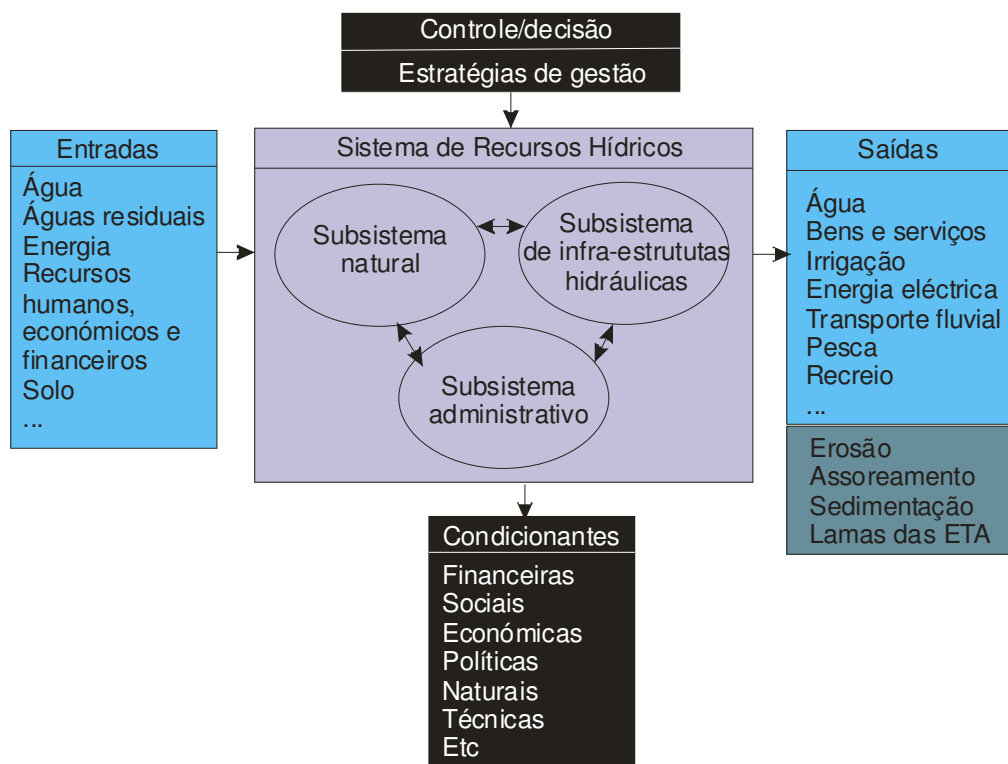 Controle/decisão
Estratégias de gestão
Entradas
Água
Águas residuais
Energia
Recursos
humanos,
económicos e
financeiros
Solo
...
Sistema de Recursos Hídricos
Subsistema
natural
Subsistema
de infra-estrututas
hidráulicas
Subsistema
administrativo
Saídas
Água
Bens e serviços
Irrigação
Energia eléctrica
Transporte fluvial
Pesca
Recreio
...
Erosão
Assoreamento
Sedimentação
Lamas das ETA
Condicionantes
Financeiras
Sociais
Económicas
Políticas
Naturais
Técnicas
Etc